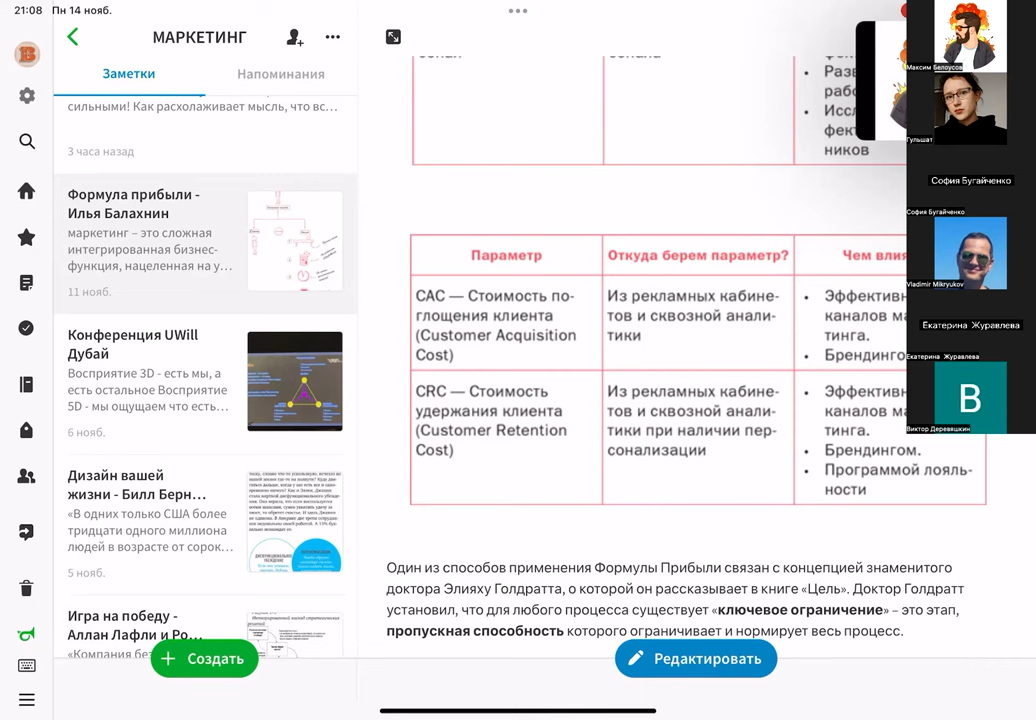 21:08 Пн 14 нояб.
МАРКЕТИНГ
Заметки
Напоминания
сильными! Как расхолаживает мысль, что вс...
3 часа назад
Формула прибыли -
Илья Балахнин
маркетинг – это сложная
интегрированная бизнес-
функция, нацеленная на у...
11 нояб.
Конференция UWill
Дубай
Восприятие 3D - есть мы, а
есть остальное Восприятие
5D - мы ощущаем что есть...
6 нояб.
Дизайн вашей
жизни - Билл Берн...
«В одних только США более
тридцати одного миллиона
людей в возрасте от сорок...
5 нояб.
Игра на победу -
Аллан Лафли и Ро...
«Компания без
Создать
Разв
рабо
Иссл
фект
ников
Параметр
Откуда берем параметр?
Чем влия
CAC — Стоимость по-
глощения клиента
(Customer Acquisition
Cost)
Из рекламных кабине-
тов и сквозной анали-
тики
Эффективн
каналов ма
тинга.
Брендинго
CRC — Стоимость
удержания клиента
(Customer Retention
Cost)
Из рекламных кабине-
тов и сквозной анали-
тики при наличии пер-
сонализации
Эффективн
каналов ма
тинга.
Брендингом.
Программой лояль-
ности
Один из способов применения Формулы Прибыли связан с концепцией знаменитого
доктора Элияху Голдратта, о которой он рассказывает в книге «Цель». Доктор Голдратт
установил, что для любого процесса существует «ключевое ограничение» – это этап,
пропускная способность которого ограничивает и нормирует весь процесс.
Редактировать
Максим Белоусов
Гульшат
София Бугайченко
София Бугайченко
Vladimir Mikryukov
Екатерина Журавлева
Екатерина Журавлева
В
Виктор Деревяшкин